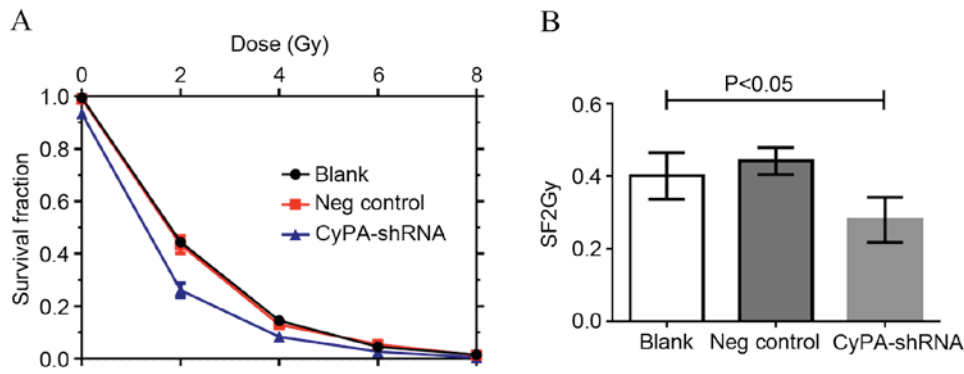 A
Dose (Gy)
0 2 4 6 8
1.0
0.8
0.6
0.4
0.2
0.0
Survival fraction
Blank
Neg control
CyPA-shRNA
B
P<0.05
0.6
0.4
0.2
0.0
SF2Gy
Blank Neg control CyPA-shRNA